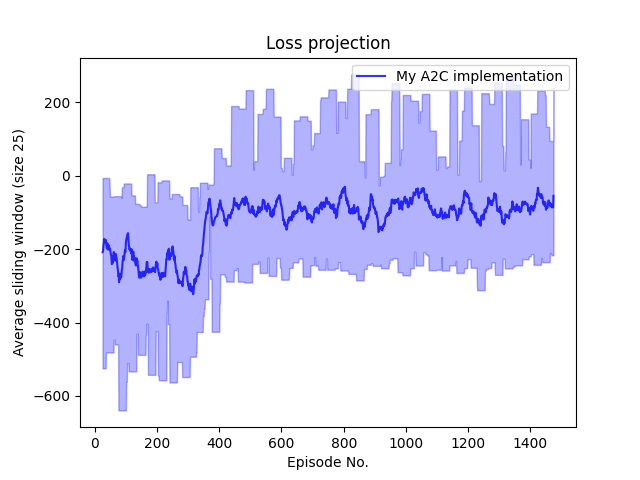 Loss projection
My A2C implementation
Average sliding window (size 25)
200
0
−200
−400
−600
0 200 400 600 800 1000 1200 1400
Episode No.